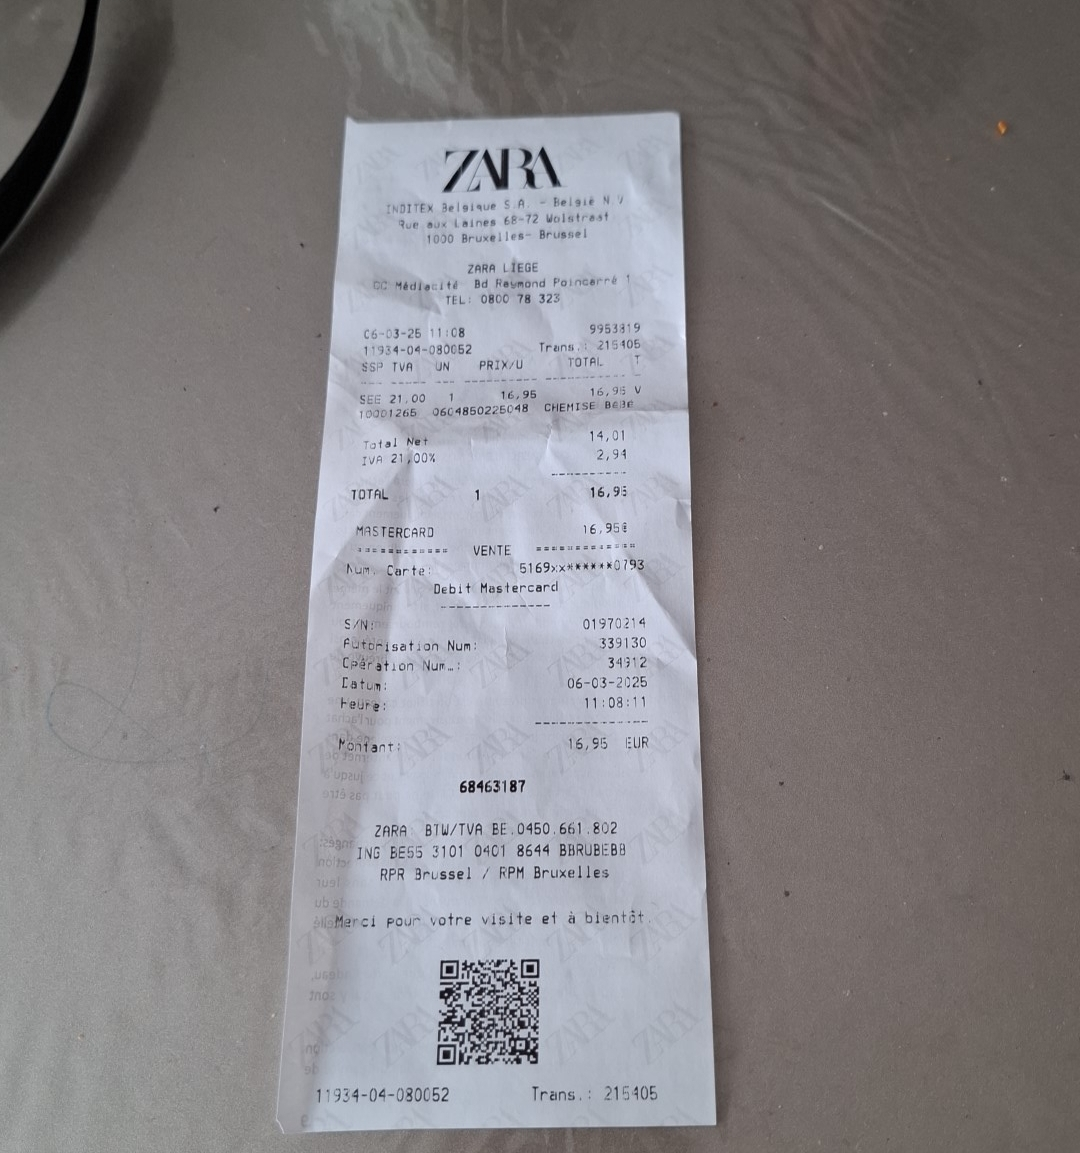 ZARA
INDITEX Belgique S.A. - België N.V
Rue aux Laines 68-72 Wolstraat
1000 Bruxelles- Brussel
ZARA LIEGE
CC Médiacité Bd Raymond Poincarré 1
TEL: 0800 78 323
06-03-25 11:08 9953819
11934-04-080052 Trans.: 215405
SSP TVA UN PRIX/U TOTAL T
SEE 21,00 1 16,95 16,95 V
10001265 0604850225048 CHEMISE BéBé
Total Net 14,01
IVA 21,00% 2,94
TOTAL 1 16,95
MASTERCARD 16,95€
============ VENTE =============
Num. Carte: 5169xx******0793
Debit Mastercard
S/N: 01970214
Autorisation Num: 339130
Opération Num.: 34912
Datum: 06-03-2025
Heure: 11:08:11
Montant: 16,95 EUR
68463187
ZARA BTW/TVA BE.0450.661.802
ING BE55 3101 0401 8644 BBRUBEBB
RPR Brussel / RPM Bruxelles
Merci pour votre visite et à bientôt.
11934-04-080052 Trans.: 215405